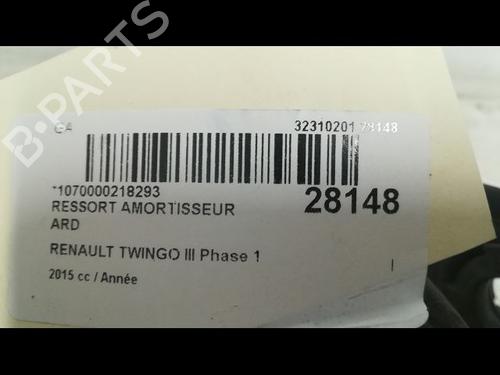 B-PARTS
GA
32310201 28148
*1070000218293
28148
RESSORT AMORTISSEUR
ARD
RENAULT TWINGO III Phase 1
2015 cc / Année